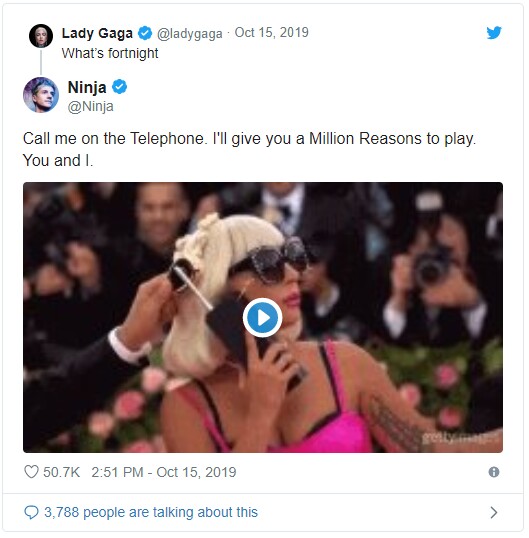 Lady Gaga @ladygaga · Oct 15, 2019
What's fortnight
Ninja
@Ninja
Call me on the Telephone. I'll give you a Million Reasons to play.
You and I.
gettyimages
50.7K 2:51 PM - Oct 15, 2019
3,788 people are talking about this